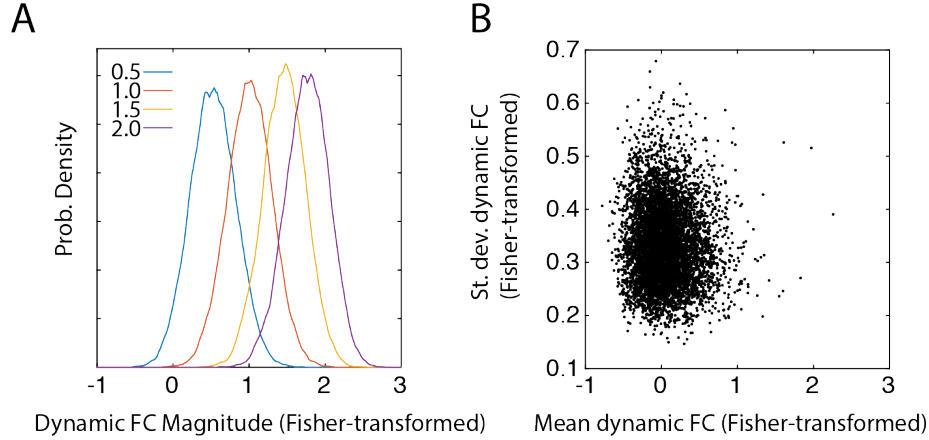 A
0.5
1.0
1.5
2.0
Prob. Density
-1 0 1 2 3
Dynamic FC Magnitude (Fisher-transformed)
B
0.7
0.6
0.5
0.4
0.3
0.2
0.1
St. dev. dynamic FC
(Fisher-transformed)
-1 0 1 2 3
Mean dynamic FC (Fisher-transformed)